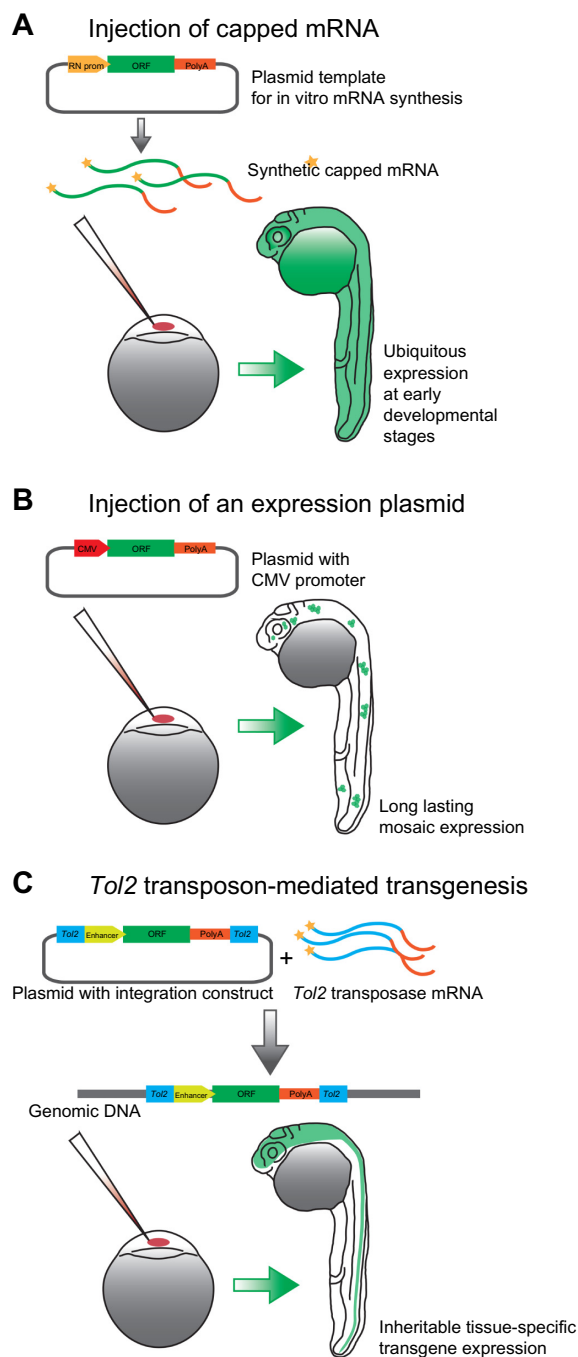 A Injection of capped mRNA
RN prom ORF PolyA
Plasmid template
for in vitro mRNA synthesis
Synthetic capped mRNA
Ubiquitous
expression
at early
developmental
stages
B Injection of an expression plasmid
CMV ORF PolyA
Plasmid with
CMV promoter
Long lasting
mosaic expression
C Tol2 transposon-mediated transgenesis
Tol2 Enhancer ORF PolyA Tol2
+
Plasmid with integration construct Tol2 transposase mRNA
Tol2 Enhancer ORF PolyA Tol2
Genomic DNA
Inheritable tissue-specific
transgene expression